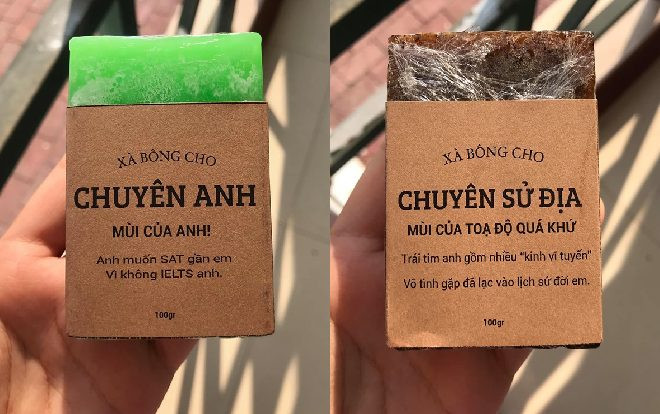 XÀ BÔNG CHO
CHUYÊN ANH
MÙI CỦA ANH!
Anh muốn SAT gần em
Vì không IELTS anh.
100gr
XÀ BÔNG CHO
CHUYÊN SỬ ĐỊA
MÙI CỦA TOẠ ĐỘ QUÁ KHỨ
Trái tim anh gồm nhiều "kinh vĩ tuyến"
Vô tình gặp đã lạc vào lịch sử đời em.
100gr